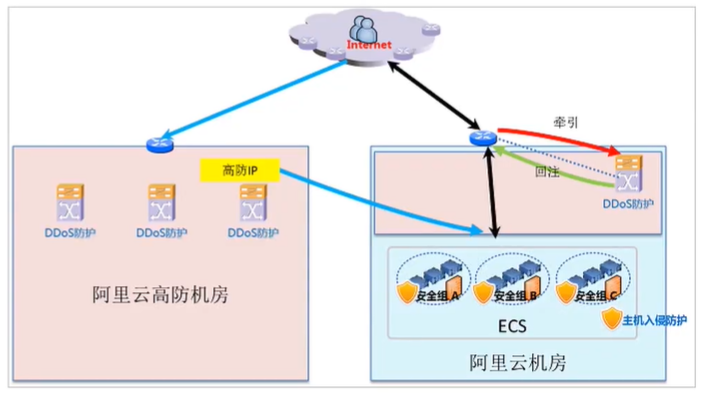 Internet
牵引
高防IP
回注
DDoS防护
DDoS防护
DDoS防护
DDoS防护
阿里云高防机房
安全组 A
安全组 B
安全组 C
ECS
主机入侵防护
阿里云机房